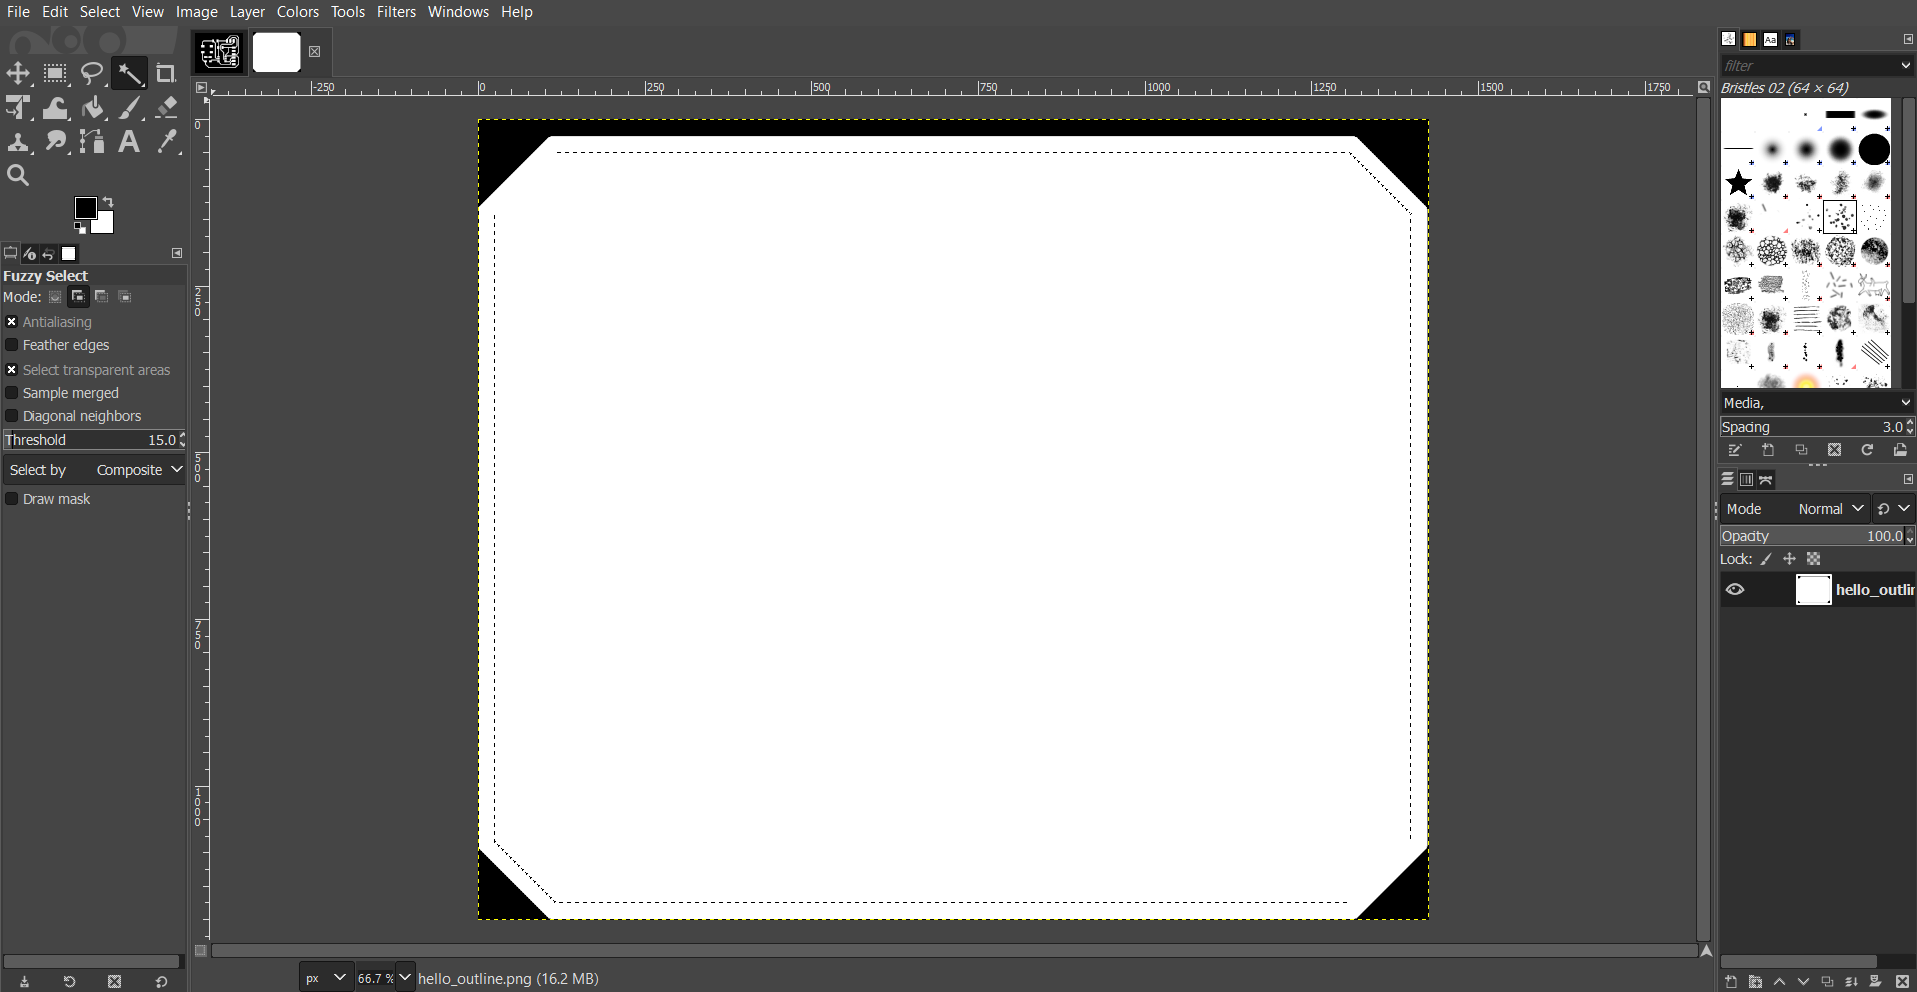 File Edit Select View Image Layer Colors Tools Filters Windows Help
-250 0 250 500 750 1000 1250 1500 1750
0
250
500
750
1000
Fuzzy Select
Mode:
Antialiasing
Feather edges
Select transparent areas
Sample merged
Diagonal neighbors
Threshold 15.0
Select by Composite
Draw mask
px 66.7 % hello_outline.png (16.2 MB)
Aa
filter
Bristles 02 (64 × 64)
Media,
Spacing 3.0
Mode Normal
Opacity 100.0
Lock:
hello_outlin